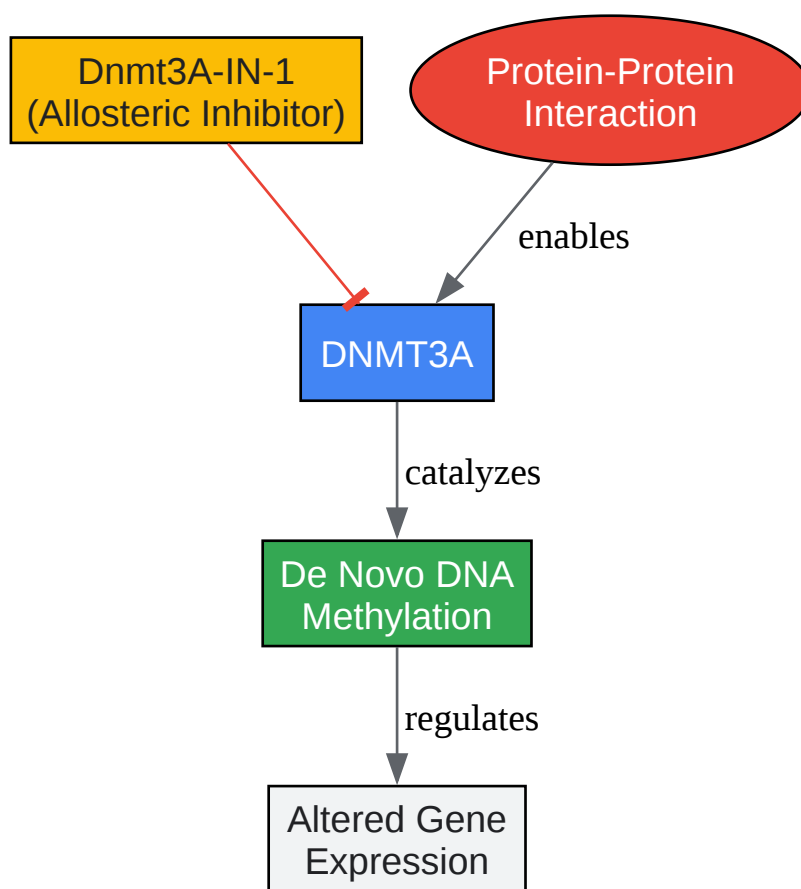 Dnmt3A-IN-1
(Allosteric Inhibitor)
Protein-Protein
Interaction
enables
DNMT3A
catalyzes
De Novo DNA
Methylation
regulates
Altered Gene
Expression